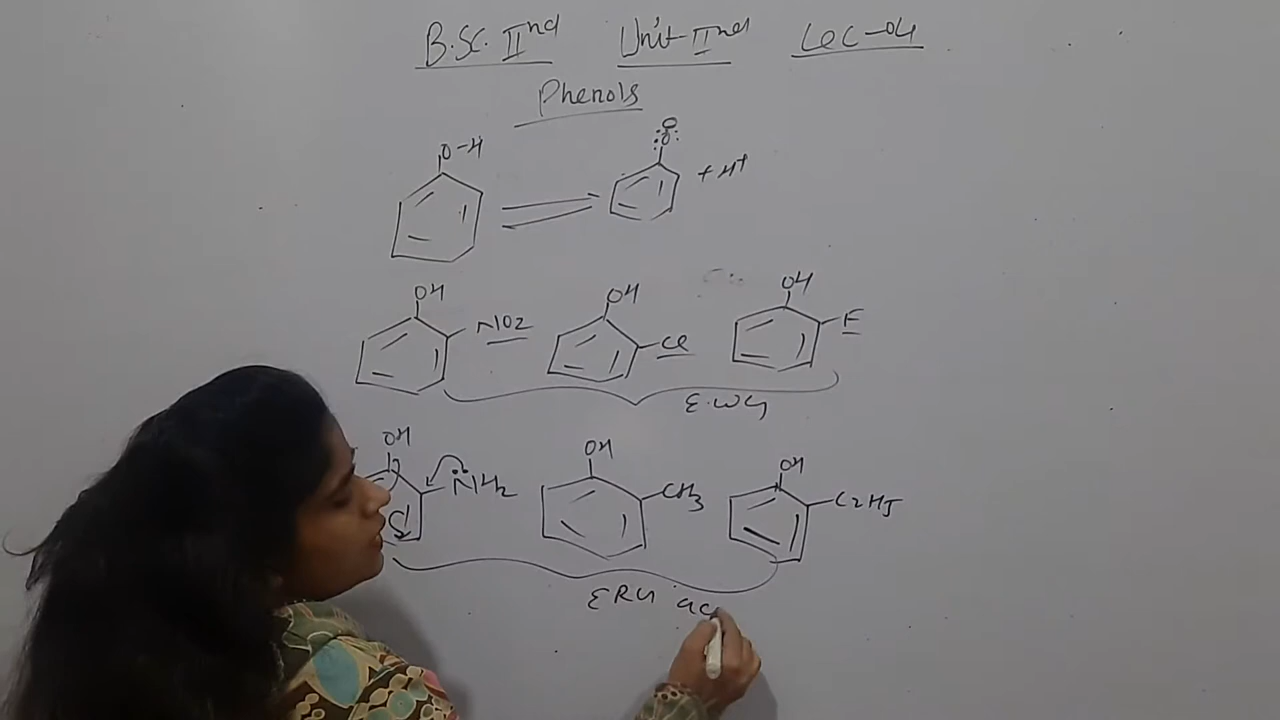 B.Sc. IInd Unit-IInd Lec-04
Phenols
O-H
:Ö:⊖ + H+
OH OH OH
NO2 Cl F
E.W.G
OH OH OH
N̈H2 CH3 C2H5
ERG ac